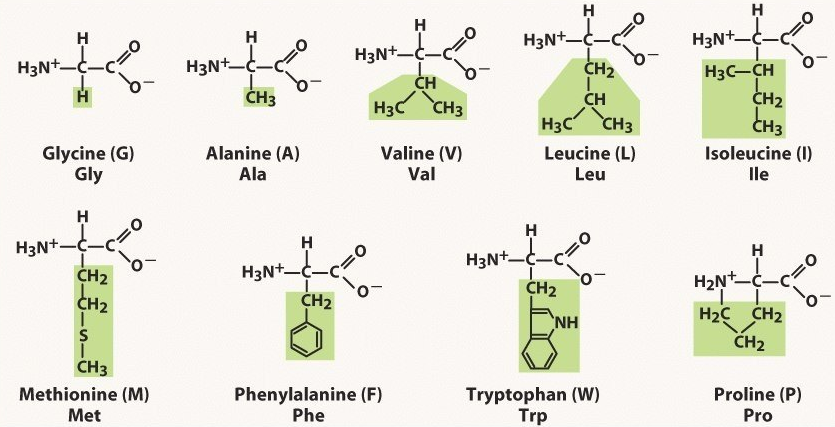 H
H₃N⁺—C—C
O
O⁻
H
Glycine (G)
Gly
H
H₃N⁺—C—C
O
O⁻
CH₃
Alanine (A)
Ala
H
H₃N⁺—C—C
O
O⁻
CH
H₃C CH₃
Valine (V)
Val
H
H₃N⁺—C—C
O
O⁻
CH₂
CH
H₃C CH₃
Leucine (L)
Leu
H
H₃N⁺—C—C
O
O⁻
H₃C—CH
CH₂
CH₃
Isoleucine (I)
Ile
H
H₃N⁺—C—C
O
O⁻
CH₂
CH₂
S
CH₃
Methionine (M)
Met
H
H₃N⁺—C—C
O
O⁻
CH₂
Phenylalanine (F)
Phe
H
H₃N⁺—C—C
O
O⁻
CH₂
NH
Tryptophan (W)
Trp
H
H₂N⁺—C—C
O
O⁻
H₂C CH₂
CH₂
Proline (P)
Pro